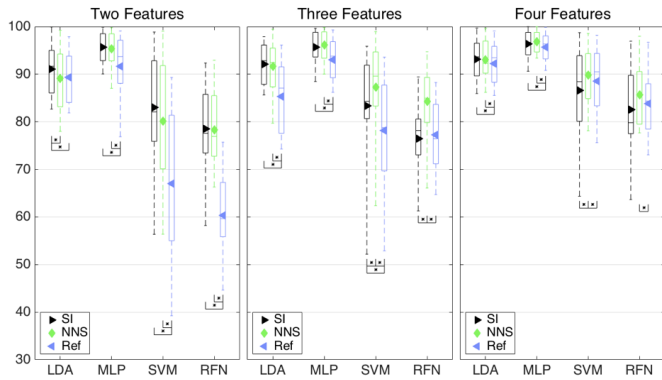 Two Features
Three Features
Four Features
100
90
80
70
60
50
40
30
SI
NNS
Ref
SI
NNS
Ref
SI
NNS
Ref
LDA MLP SVM RFN
LDA MLP SVM RFN
LDA MLP SVM RFN